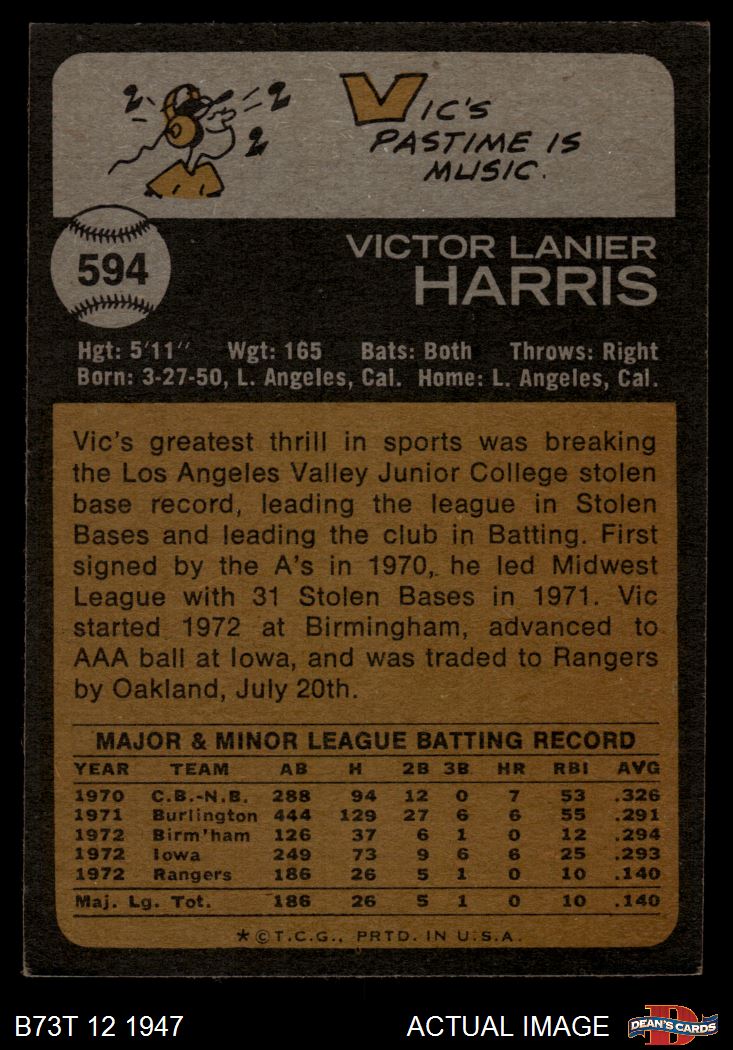 VIC'S
PASTIME IS
MUSIC.
594
VICTOR LANIER
HARRIS
Hgt: 5'11" Wgt: 165 Bats: Both Throws: Right
Born: 3-27-50, L. Angeles, Cal. Home: L. Angeles, Cal.
Vic's greatest thrill in sports was breaking
the Los Angeles Valley Junior College stolen
base record, leading the league in Stolen
Bases and leading the club in Batting. First
signed by the A's in 1970, he led Midwest
League with 31 Stolen Bases in 1971. Vic
started 1972 at Birmingham, advanced to
AAA ball at Iowa, and was traded to Rangers
by Oakland, July 20th.
MAJOR & MINOR LEAGUE BATTING RECORD
YEAR TEAM AB H 2B 3B HR RBI AVG
1970 C.B.-N.B. 288 94 12 0 7 53 .326
1971 Burlington 444 129 27 6 6 55 .291
1972 Birm'ham 126 37 6 1 0 12 .294
1972 Iowa 249 73 9 6 6 25 .293
1972 Rangers 186 26 5 1 0 10 .140
Maj. Lg. Tot. 186 26 5 1 0 10 .140
*©T.C.G., PRTD. IN U.S.A.
B73T 12 1947 ACTUAL IMAGE DEAN'S CARDS